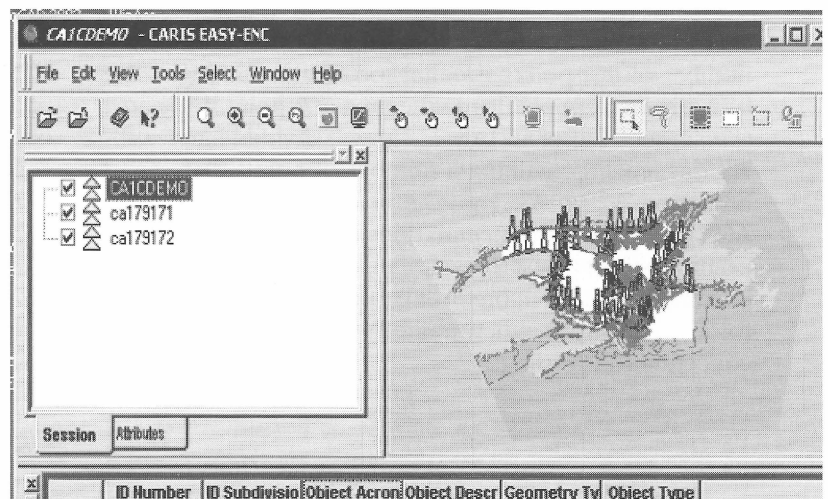 CA1CDEMO - CARIS EASY-ENC
File Edit View Tools Select Window Help
CA1CDEMO
ca179171
ca179172
Session Attributes
ID Number ID Subdivisio Object Acron Object Descr Geometry Ty Object Type